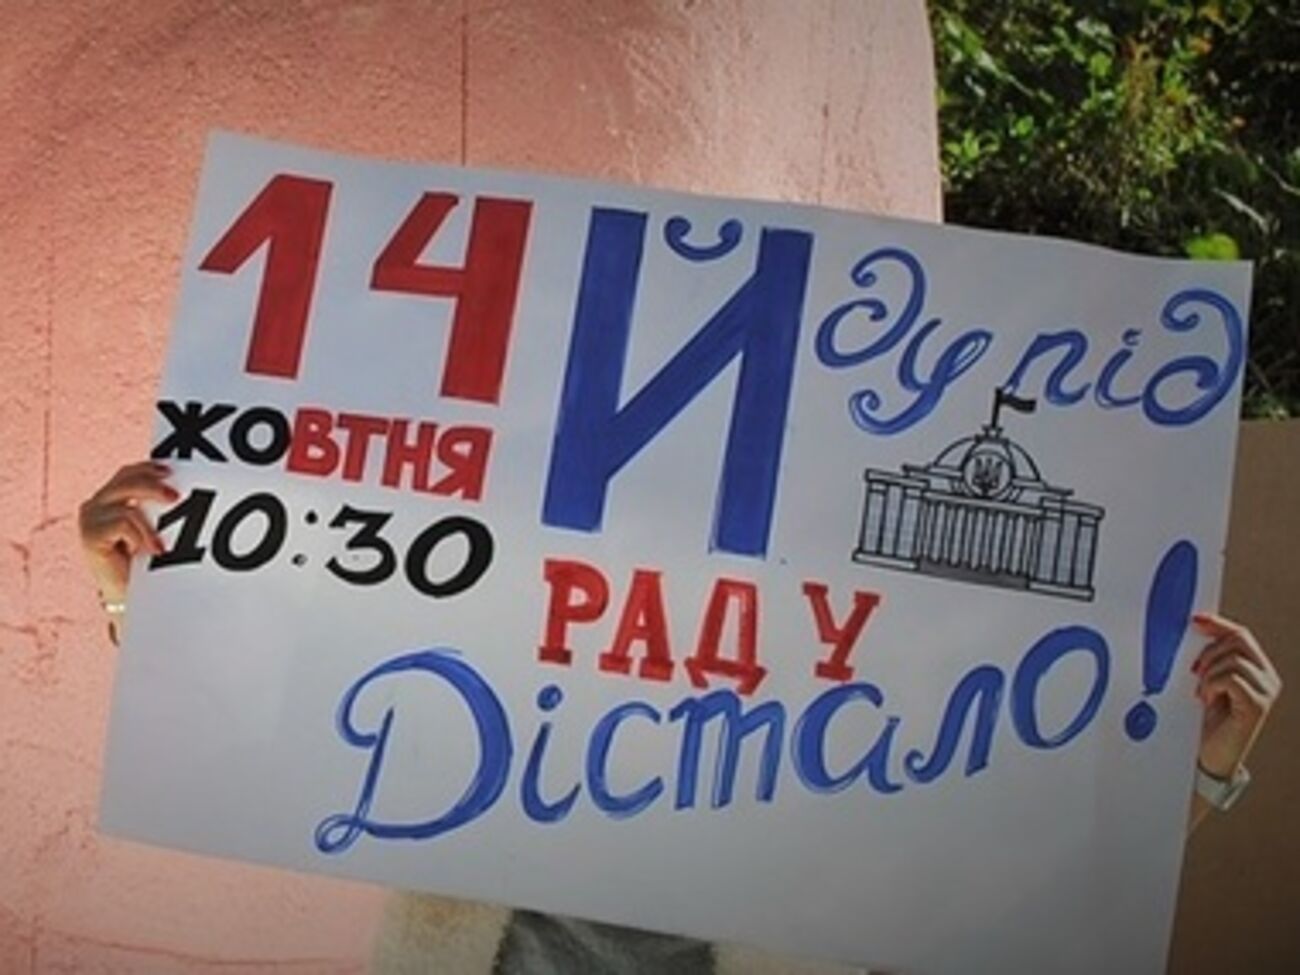 14
ЖОВТНЯ
10:30
Йду під
РАДУ
Дістало!